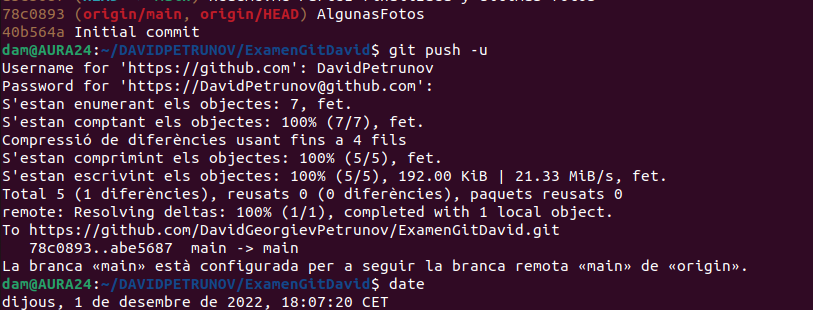 78c0893 (origin/main, origin/HEAD) AlgunasFotos
40b564a Initial commit
dam@AURA24:~/DAVIDPETRUNOV/ExamenGitDavid$ git push -u
Username for 'https://github.com': DavidPetrunov
Password for 'https://DavidPetrunov@github.com':
S'estan enumerant els objectes: 7, fet.
S'estan comptant els objectes: 100% (7/7), fet.
Compressió de diferències usant fins a 4 fils
S'estan comprimint els objectes: 100% (5/5), fet.
S'estan escrivint els objectes: 100% (5/5), 192.00 KiB | 21.33 MiB/s, fet.
Total 5 (1 diferències), reusats 0 (0 diferències), paquets reusats 0
remote: Resolving deltas: 100% (1/1), completed with 1 local object.
To https://github.com/DavidGeorgievPetrunov/ExamenGitDavid.git
   78c0893..abe5687  main -> main
La branca «main» està configurada per a seguir la branca remota «main» de «origin».
dam@AURA24:~/DAVIDPETRUNOV/ExamenGitDavid$ date
dijous, 1 de desembre de 2022, 18:07:20 CET